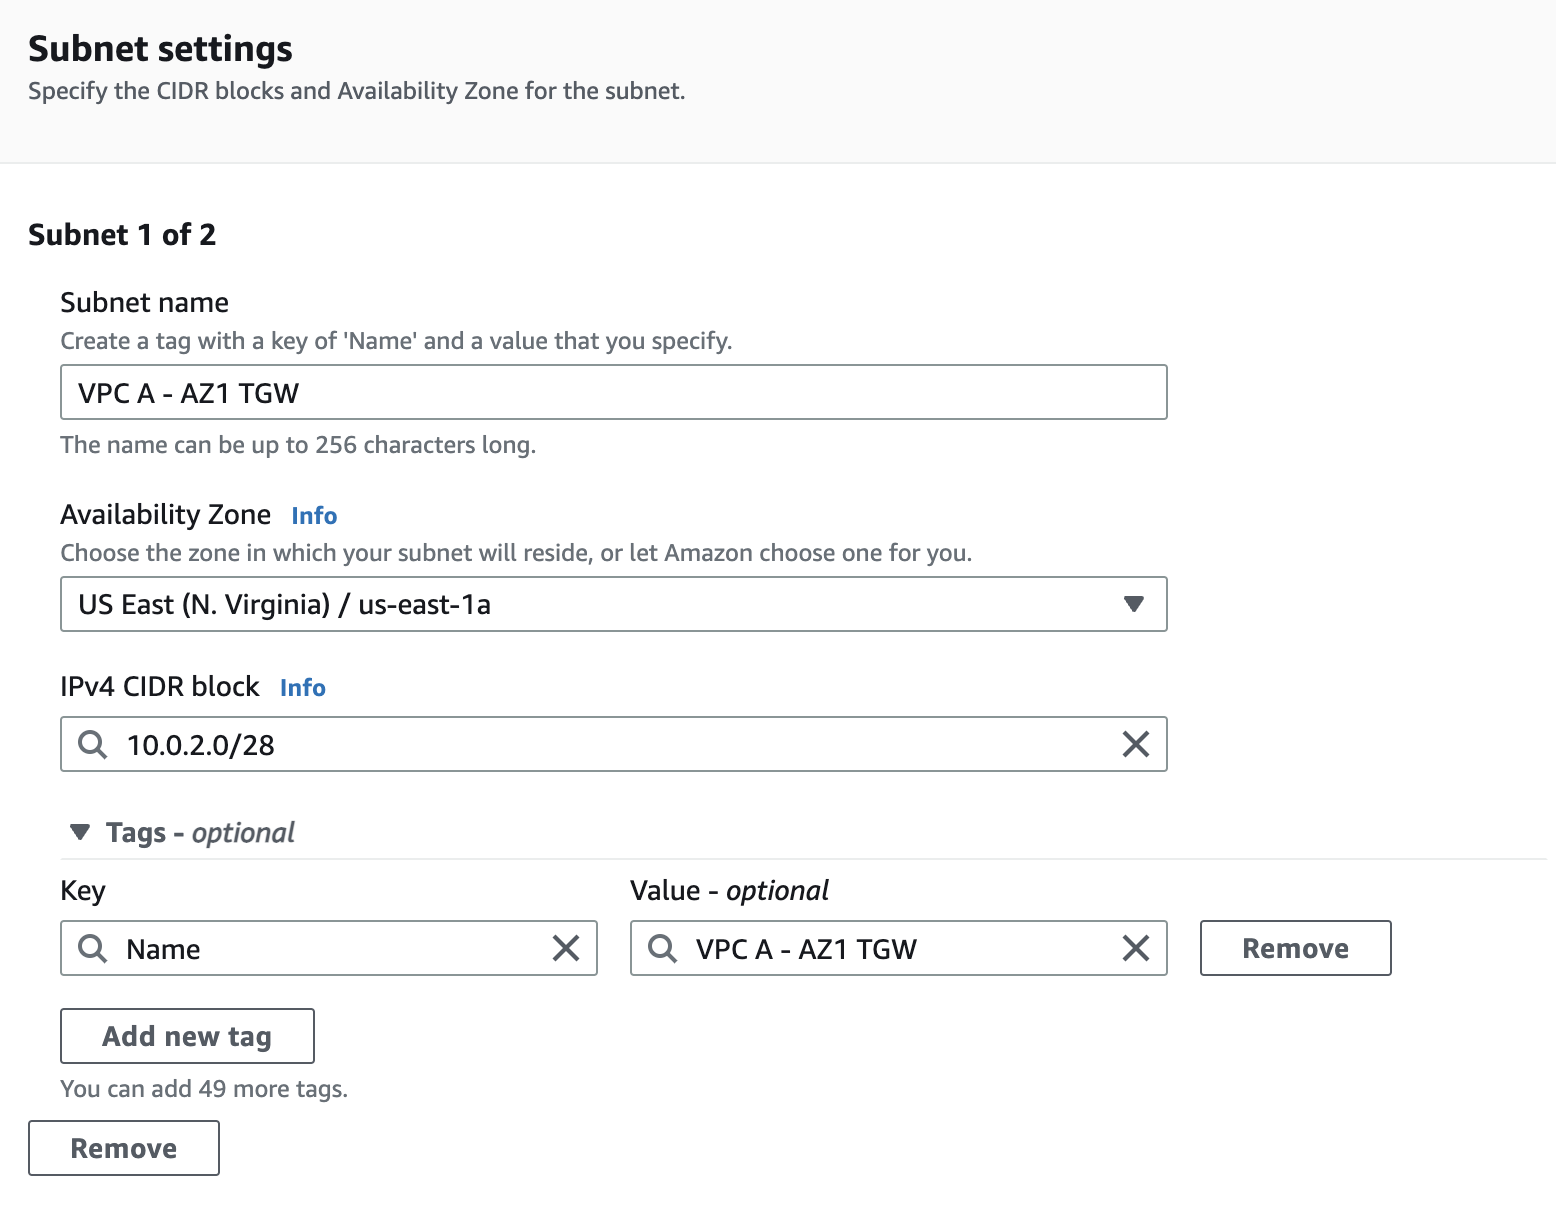 Subnet settings
Specify the CIDR blocks and Availability Zone for the subnet.
Subnet 1 of 2
Subnet name
Create a tag with a key of 'Name' and a value that you specify.
VPC A - AZ1 TGW
The name can be up to 256 characters long.
Availability Zone Info
Choose the zone in which your subnet will reside, or let Amazon choose one for you.
US East (N. Virginia) / us-east-1a
IPv4 CIDR block Info
10.0.2.0/28
Tags - optional
Key Value - optional
Name VPC A - AZ1 TGW Remove
Add new tag
You can add 49 more tags.
Remove